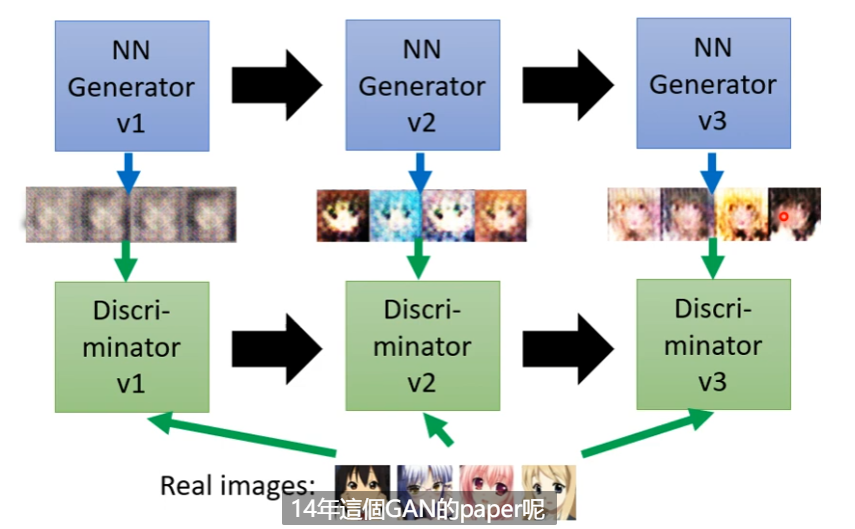 NN
Generator
v1
NN
Generator
v2
NN
Generator
v3
Discri-
minator
v1
Discri-
minator
v2
Discri-
minator
v3
Real images:
14年這個GAN的paper呢